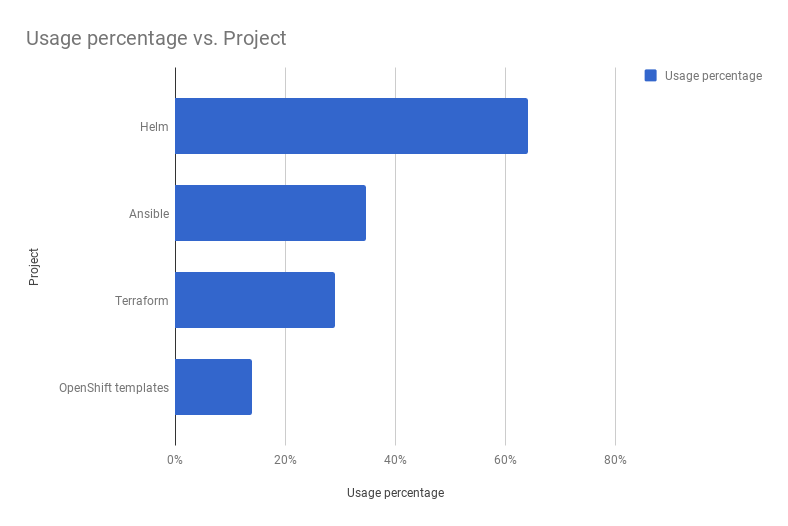 Usage percentage vs. Project
Usage percentage
Helm
Ansible
Terraform
OpenShift templates
Project
0%
20%
40%
60%
80%
Usage percentage